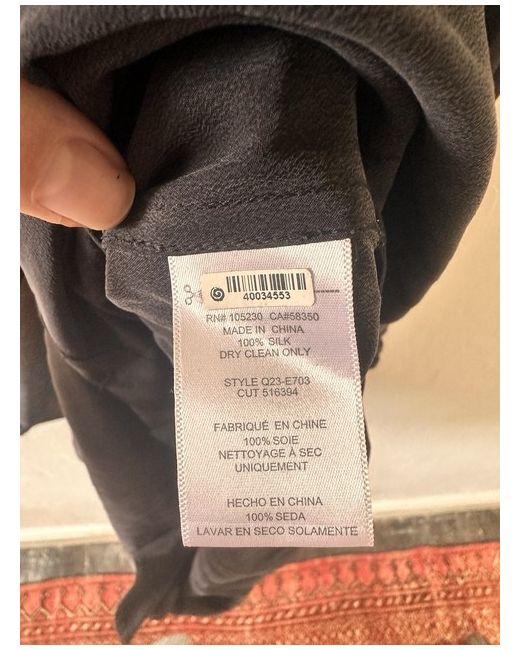 40034553
RN# 105230 CA#58350
MADE IN CHINA
100% SILK
DRY CLEAN ONLY
STYLE Q23-E703
CUT 516394
FABRIQUÉ EN CHINE
100% SOIE
NETTOYAGE À SEC
UNIQUEMENT
HECHO EN CHINA
100% SEDA
LAVAR EN SECO SOLAMENTE